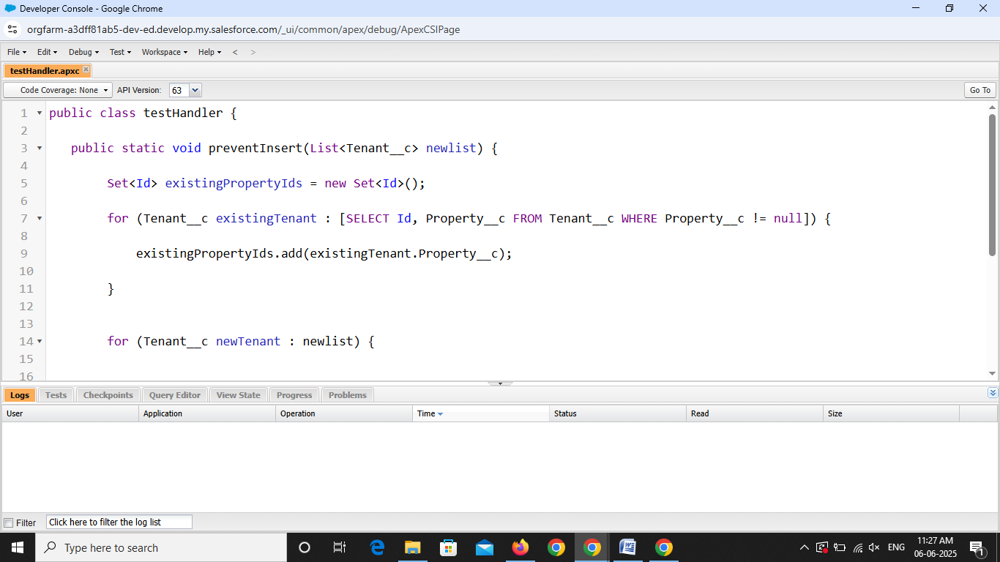 Developer Console - Google Chrome
orgfarm-a3dff81ab5-dev-ed.develop.my.salesforce.com/_ui/common/apex/debug/ApexCSIPage
File Edit Debug Test Workspace Help < >
testHandler.apxc
Code Coverage: None API Version: 63 Go To
1 public class testHandler {
2
3 public static void preventInsert(List<Tenant__c> newlist) {
4
5 Set<Id> existingPropertyIds = new Set<Id>();
6
7 for (Tenant__c existingTenant : [SELECT Id, Property__c FROM Tenant__c WHERE Property__c != null]) {
8
9 existingPropertyIds.add(existingTenant.Property__c);
10
11 }
12
13
14 for (Tenant__c newTenant : newlist) {
15
16
Logs Tests Checkpoints Query Editor View State Progress Problems
User Application Operation Time Status Read Size
Filter Click here to filter the log list
Type here to search ENG 11:27 AM
06-06-2025 1